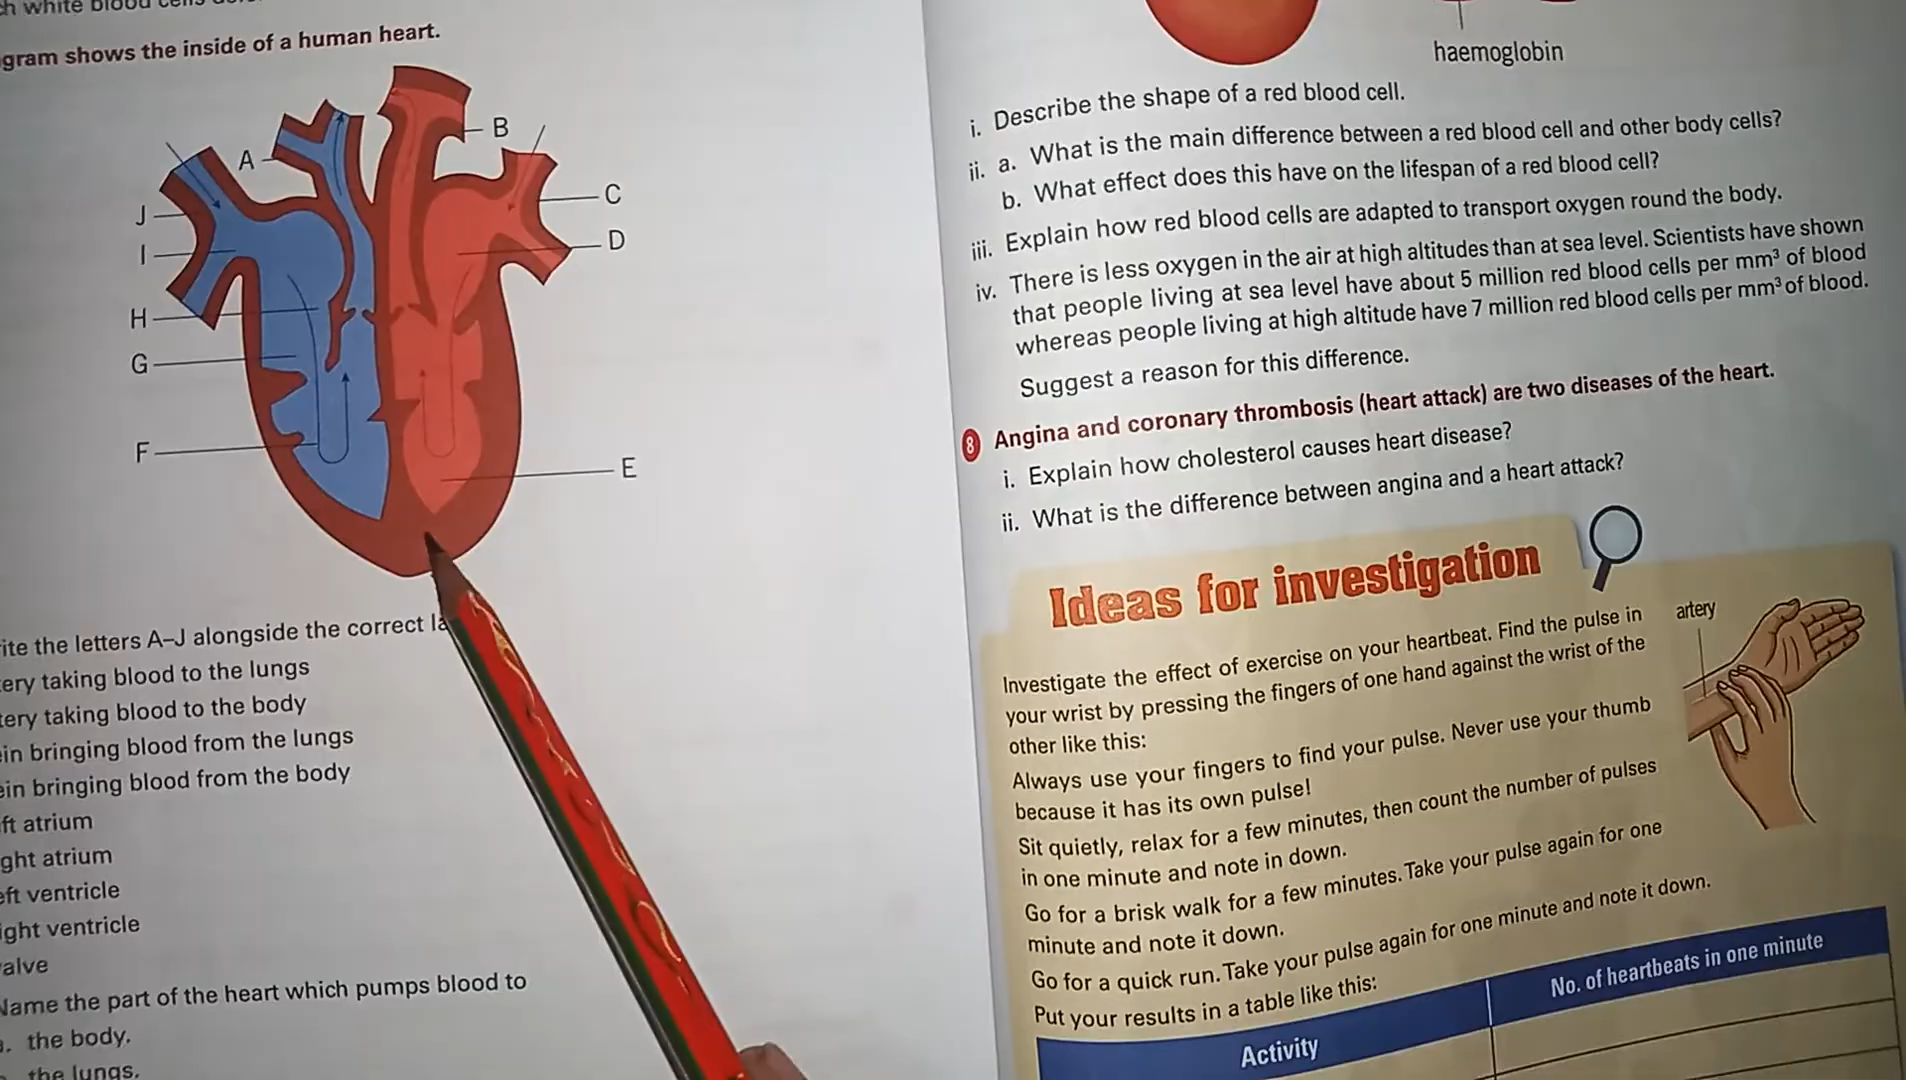 ch white blood cells
gram shows the inside of a human heart.
A
B
C
D
E
F
G
H
I
J
ite the letters A–J alongside the correct la
ery taking blood to the lungs
tery taking blood to the body
ein bringing blood from the lungs
ein bringing blood from the body
ft atrium
ght atrium
eft ventricle
ight ventricle
alve
Name the part of the heart which pumps blood to
a. the body.
the lungs.
haemoglobin
i. Describe the shape of a red blood cell.
ii. a. What is the main difference between a red blood cell and other body cells?
b. What effect does this have on the lifespan of a red blood cell?
iii. Explain how red blood cells are adapted to transport oxygen round the body.
iv. There is less oxygen in the air at high altitudes than at sea level. Scientists have shown
that people living at sea level have about 5 million red blood cells per mm³ of blood
whereas people living at high altitude have 7 million red blood cells per mm³ of blood.
Suggest a reason for this difference.
8 Angina and coronary thrombosis (heart attack) are two diseases of the heart.
i. Explain how cholesterol causes heart disease?
ii. What is the difference between angina and a heart attack?
Ideas for investigation
Investigate the effect of exercise on your heartbeat. Find the pulse in
your wrist by pressing the fingers of one hand against the wrist of the
other like this:
artery
Always use your fingers to find your pulse. Never use your thumb
because it has its own pulse!
Sit quietly, relax for a few minutes, then count the number of pulses
in one minute and note in down.
Go for a brisk walk for a few minutes. Take your pulse again for one
minute and note it down.
Go for a quick run. Take your pulse again for one minute and note it down.
Put your results in a table like this:
Activity
No. of heartbeats in one minute